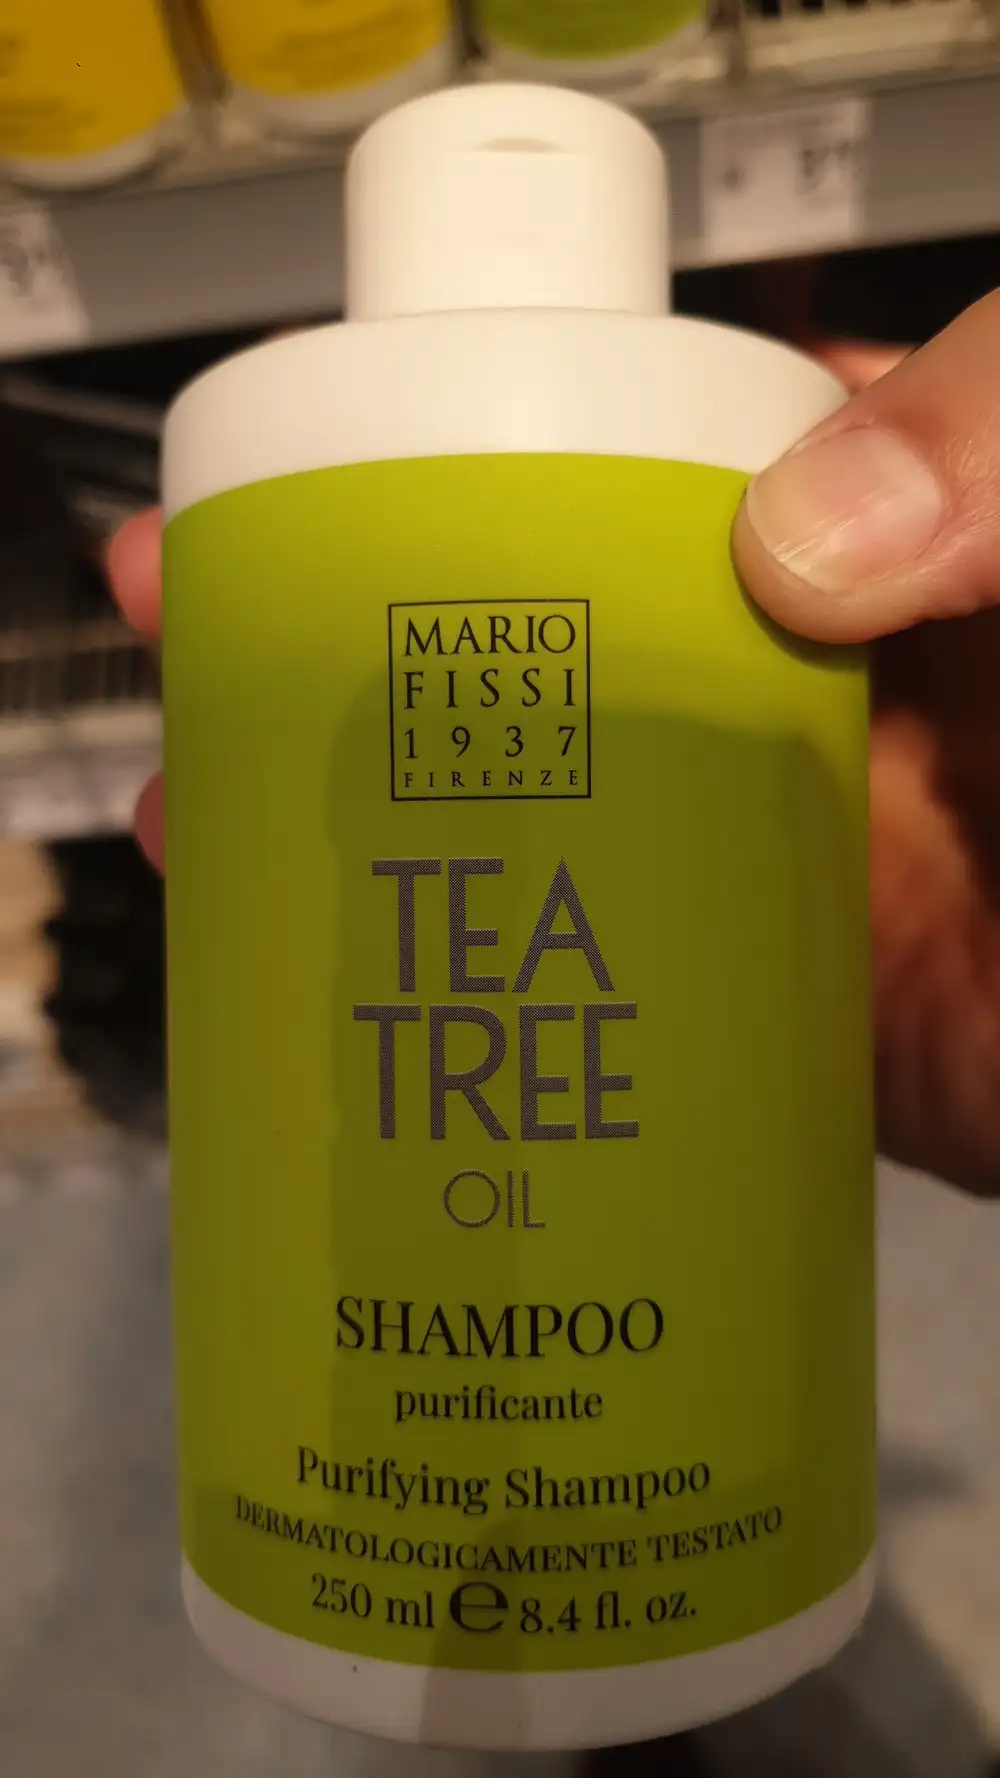 MARIO
FISSI
1937
FIRENZE
TEA
TREE
OIL
SHAMPOO
purificante
Purifying Shampoo
DERMATOLOGICAMENTE TESTATO
250 ml e 8.4 fl. oz.